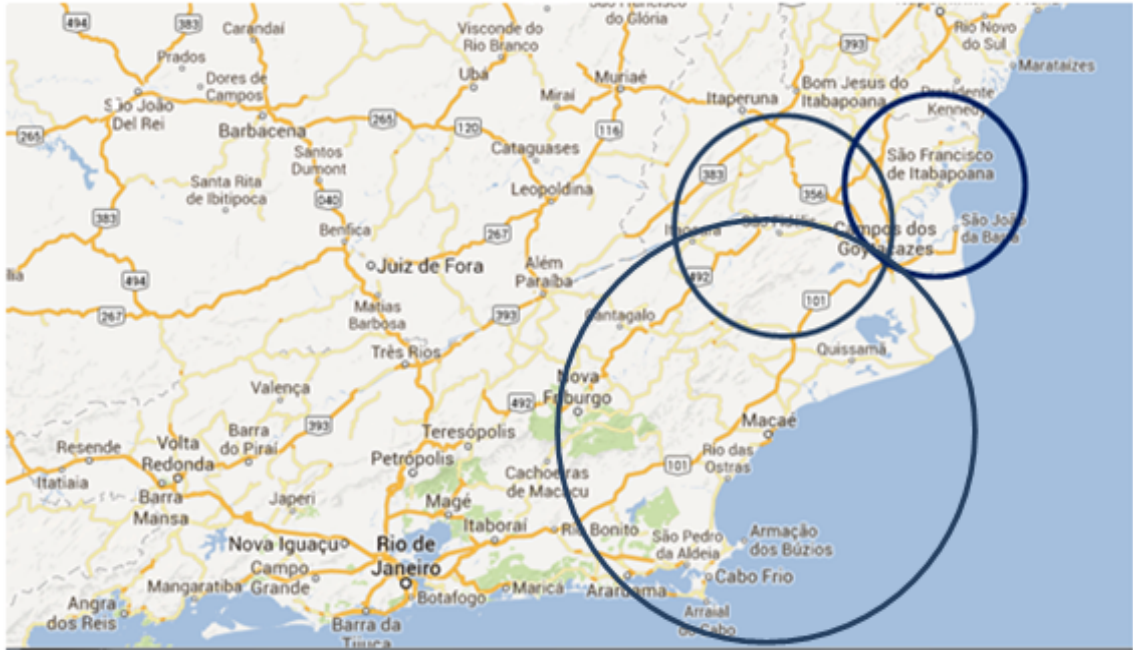 494
383
Carandaí
Visconde do
Rio Branco
do Glória
393
Rio Novo
do Sul
Prados
Dores de
Campos
Ubá
Muriaé
Marataizes
São João
Del Rei
Miraí
Itaperuna
Bom Jesus do
Itabapoana
Presidente
Kennedy
265
Barbacena
265
120
116
Santos
Dumont
Cataguases
São Francisco
de Itabapoana
383
356
Santa Rita
de Ibitipoca
040
Leopoldina
383
Benfica
267
São Fidélis
Campos dos
Goytacazes
São João
da Barra
Itaocara
Juiz de Fora
Além
Paraíba
494
492
267
Matias
Barbosa
393
Cantagalo
101
Três Rios
Quissamã
Valença
492
Nova
Friburgo
393
Macaé
Resende
Volta
Redonda
Barra
do Piraí
Teresópolis
Rio das
Ostras
Itatiaia
Petrópolis
Cachoeiras
de Macacu
101
Barra
Mansa
Japeri
Magé
Itaboraí
Rio Bonito
São Pedro
da Aldeia
Armação
dos Búzios
Nova Iguaçu
Rio de
Janeiro
Mangaratiba
Campo
Grande
Botafogo
Maricá
Araruama
Cabo Frio
Angra
dos Reis
Barra da
Tijuca
Arraial
do Cabo